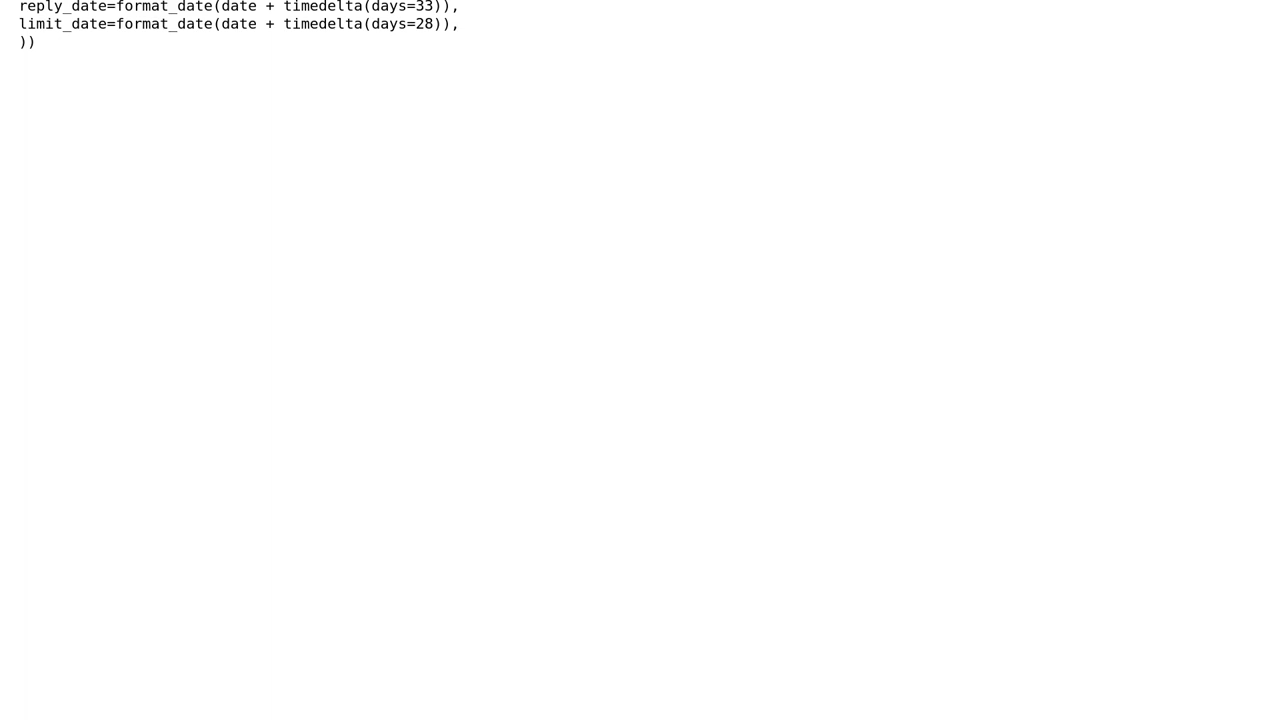 reply_date=format_date(date + timedelta(days=33)),
limit_date=format_date(date + timedelta(days=28)),
))